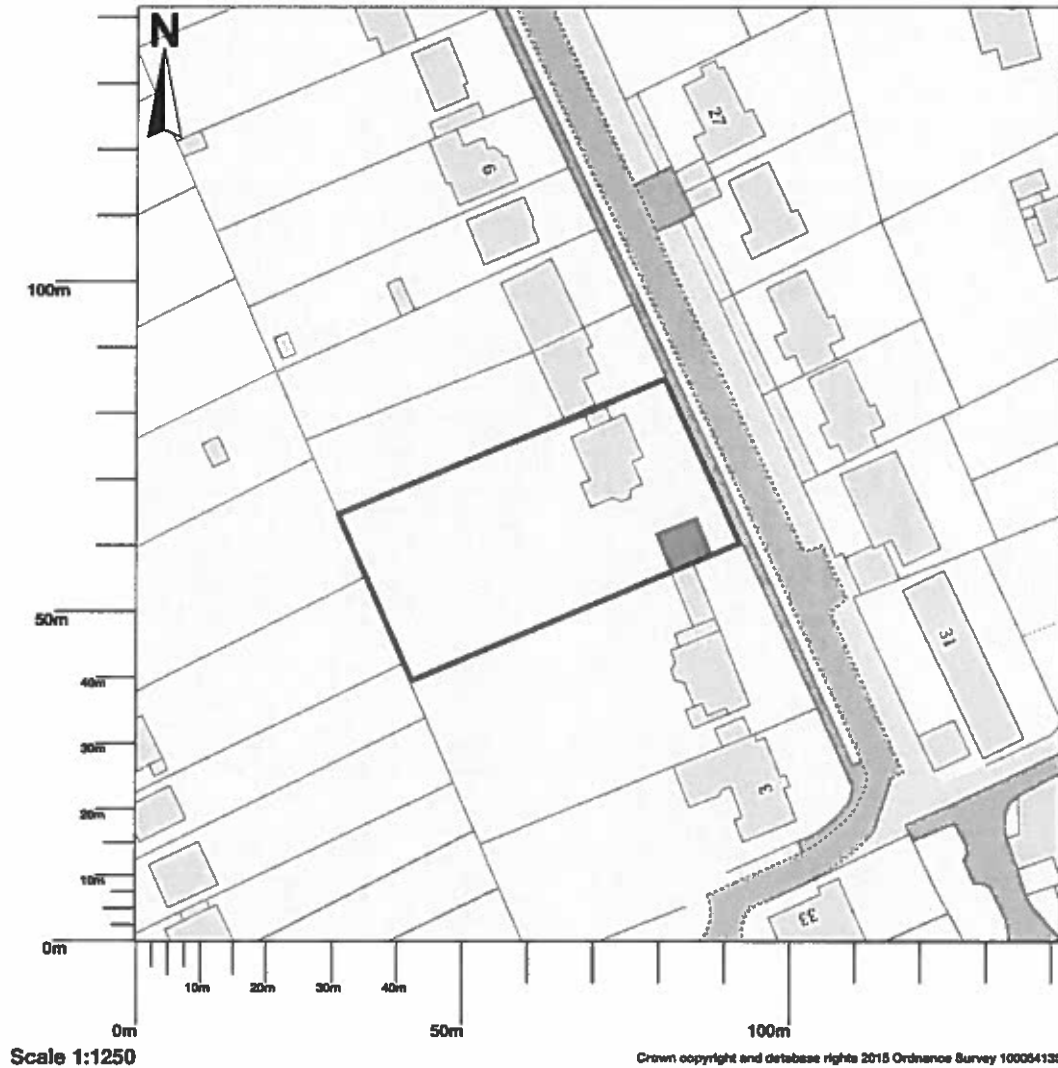 N
27
6
100m
50m
31
40m
30m
3
20m
10m
33
0m
10m 20m 30m 40m
0m 50m 100m
Scale 1:1250
Crown copyright and database rights 2015 Ordnance Survey 100054135